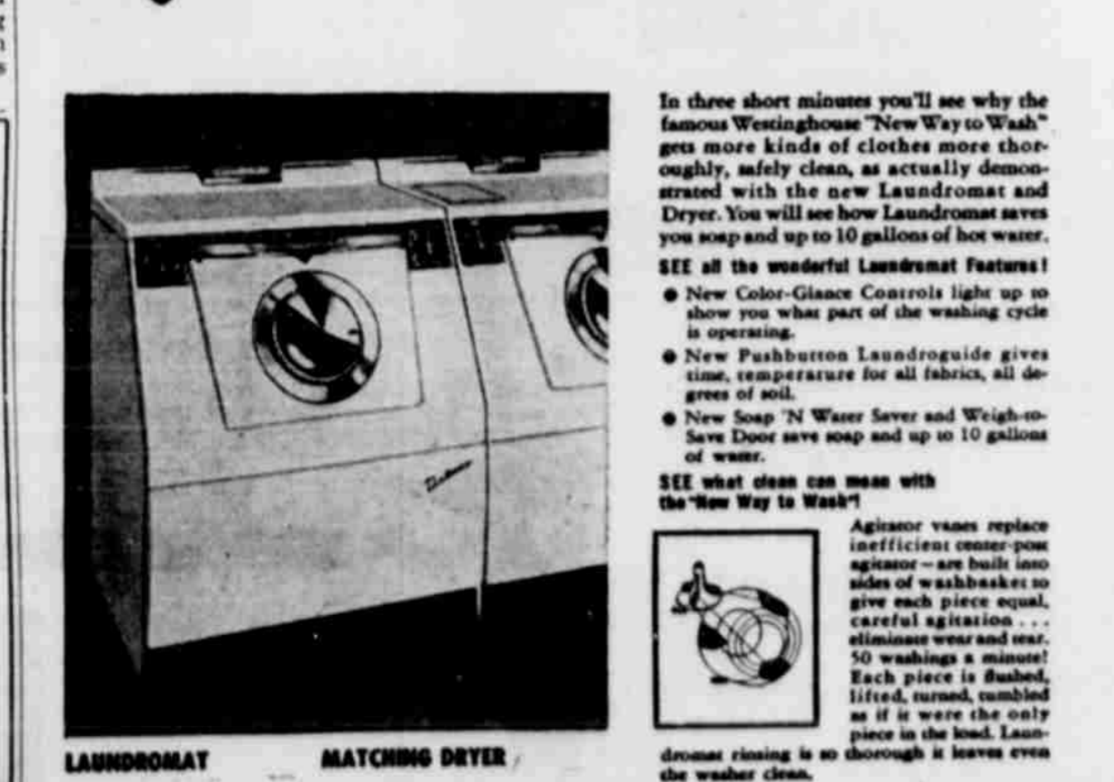 In three short minutes you'll see why the
famous Westinghouse "New Way to Wash"
gets more kinds of clothes more thor-
oughly, safely clean, as actually demon-
strated with the new Laundromat and
Dryer. You will see how Laundromat saves
you soap and up to 10 gallons of hot water.
SEE all the wonderful Laundromat Features!
● New Color-Glance Controls light up to
show you what part of the washing cycle
is operating.
● New Pushbutton Laundroguide gives
time, temperature for all fabrics, all de-
grees of soil.
● New Soap 'N Water Saver and Weigh-to-
Save Door save soap and up to 10 gallons
of water.
SEE what clean can mean with
the "New Way to Wash"!
Agitator vanes replace
inefficient center-post
agitator—are built into
sides of washbasket to
give each piece equal,
careful agitation . . .
eliminate wear and tear.
50 washings a minute!
Each piece is flushed,
lifted, turned, tumbled
as if it were the only
piece in the load. Laun-
dromat rinsing is so thorough it leaves even
the washer clean.
LAUNDROMAT
MATCHING DRYER